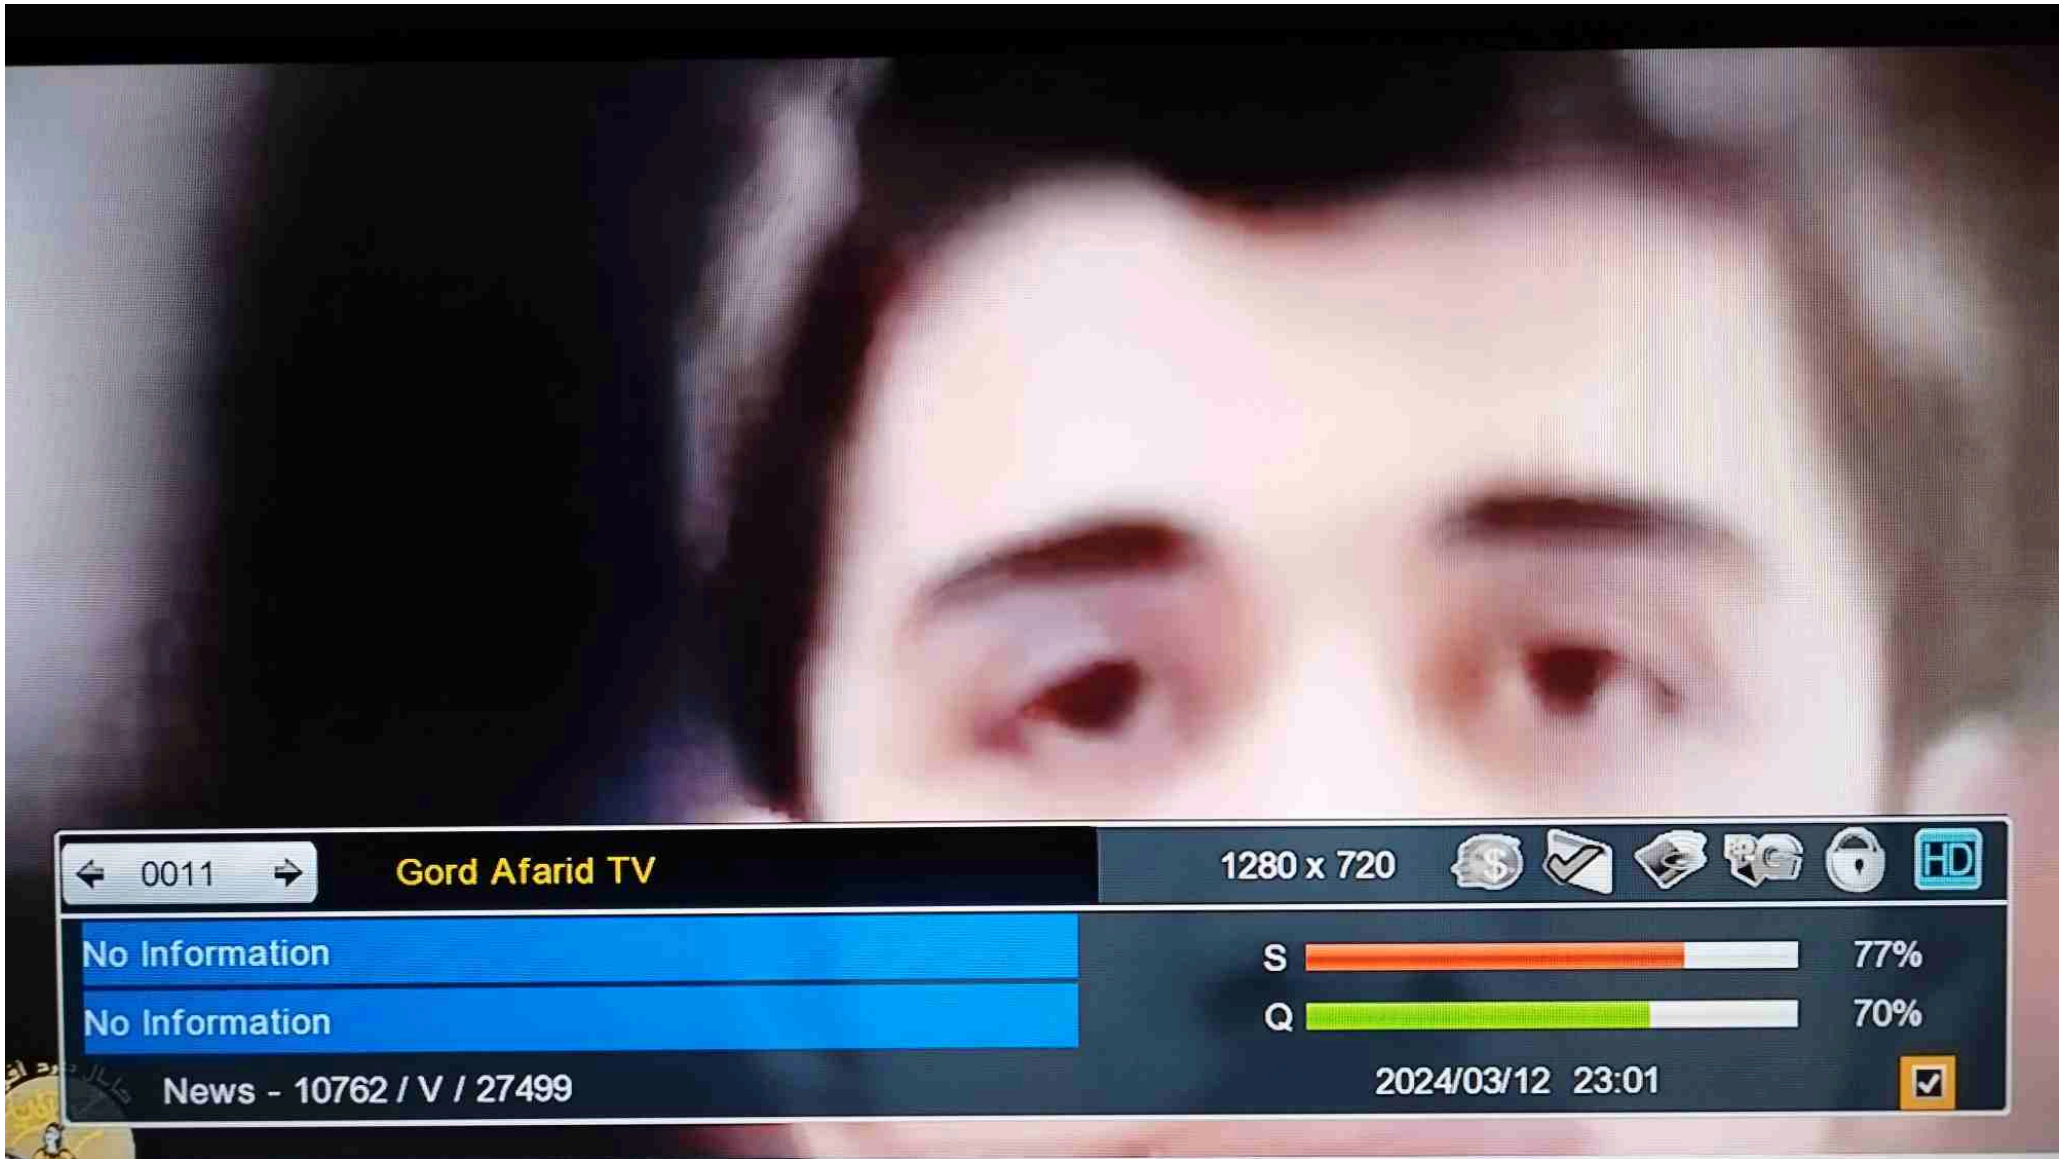 0011
Gord Afarid TV
1280 x 720
HD
No Information
S
77%
No Information
Q
70%
News - 10762 / V / 27499
2024/03/12 23:01